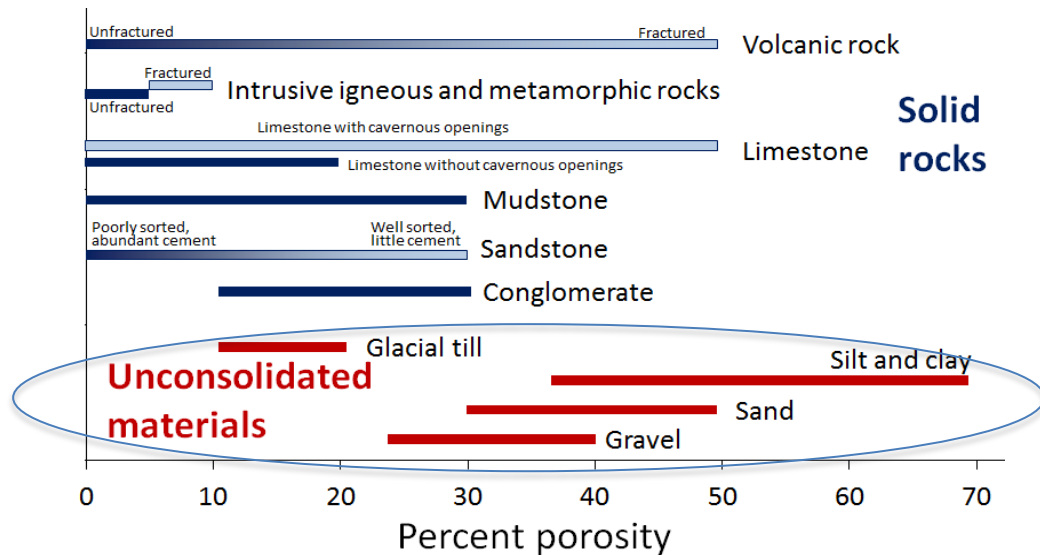 Unfractured
Fractured
Volcanic rock
Fractured
Intrusive igneous and metamorphic rocks
Unfractured
Solid
rocks
Limestone with cavernous openings
Limestone
Limestone without cavernous openings
Mudstone
Poorly sorted,
abundant cement
Well sorted,
little cement
Sandstone
Conglomerate
Glacial till
Silt and clay
Unconsolidated
materials
Sand
Gravel
0 10 20 30 40 50 60 70
Percent porosity